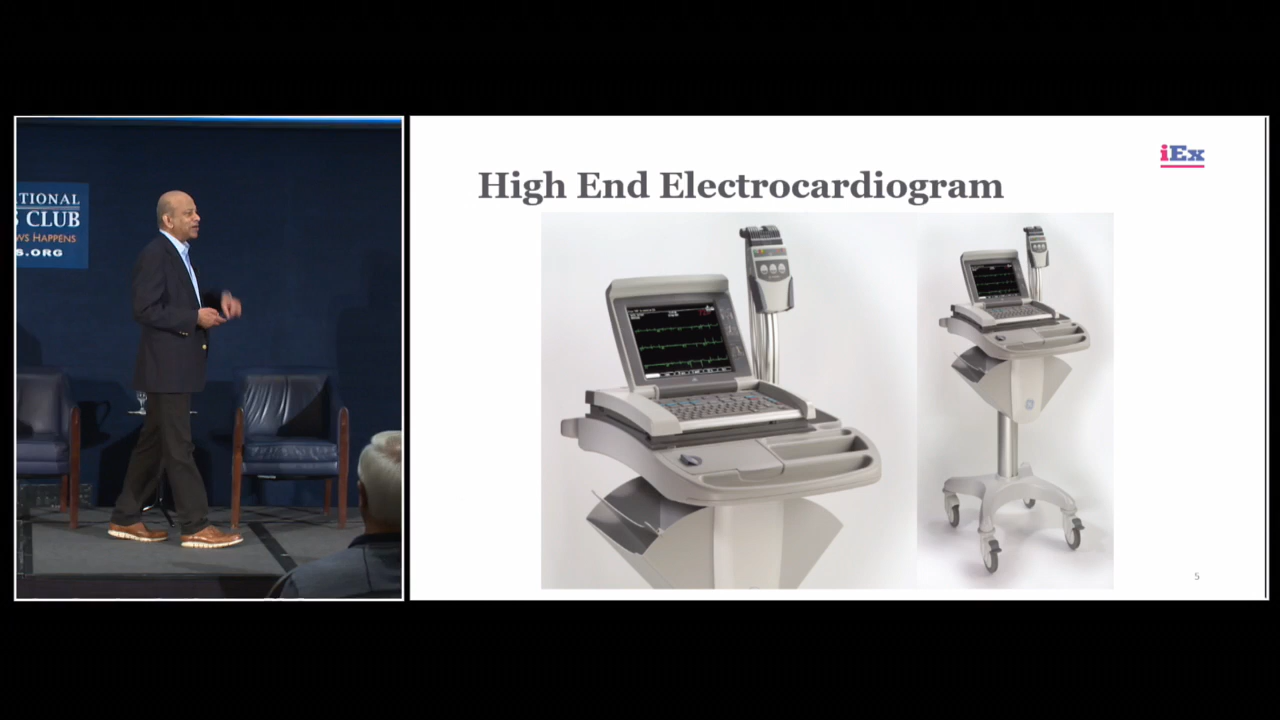 TIONAL
S CLUB
WS HAPPENS
S.ORG
iEx
High End Electrocardiogram
5